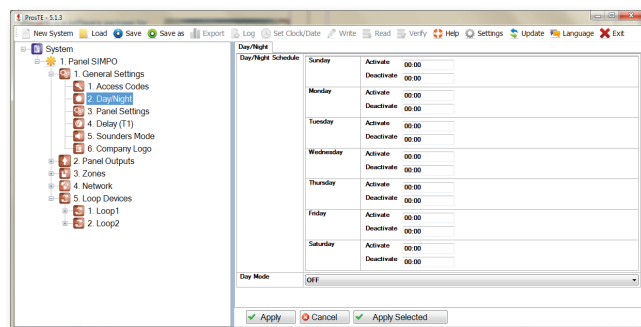 ProsTE - 5.1.3
New System Load Save Save as Export Log Set Clock/Date Write Read Verify Help Settings Update Language Exit
System
1. Panel SIMPO
1. General Settings
1. Access Codes
2. Day/Night
3. Panel Settings
4. Delay (T1)
5. Sounders Mode
6. Company Logo
2. Panel Outputs
3. Zones
4. Network
5. Loop Devices
1. Loop1
2. Loop2
Day/Night
Day/Night Schedule
Sunday Activate 00:00
Deactivate 00:00
Monday Activate 00:00
Deactivate 00:00
Tuesday Activate 00:00
Deactivate 00:00
Wednesday Activate 00:00
Deactivate 00:00
Thursday Activate 00:00
Deactivate 00:00
Friday Activate 00:00
Deactivate 00:00
Saturday Activate 00:00
Deactivate 00:00
Day Mode OFF
Apply Cancel Apply Selected